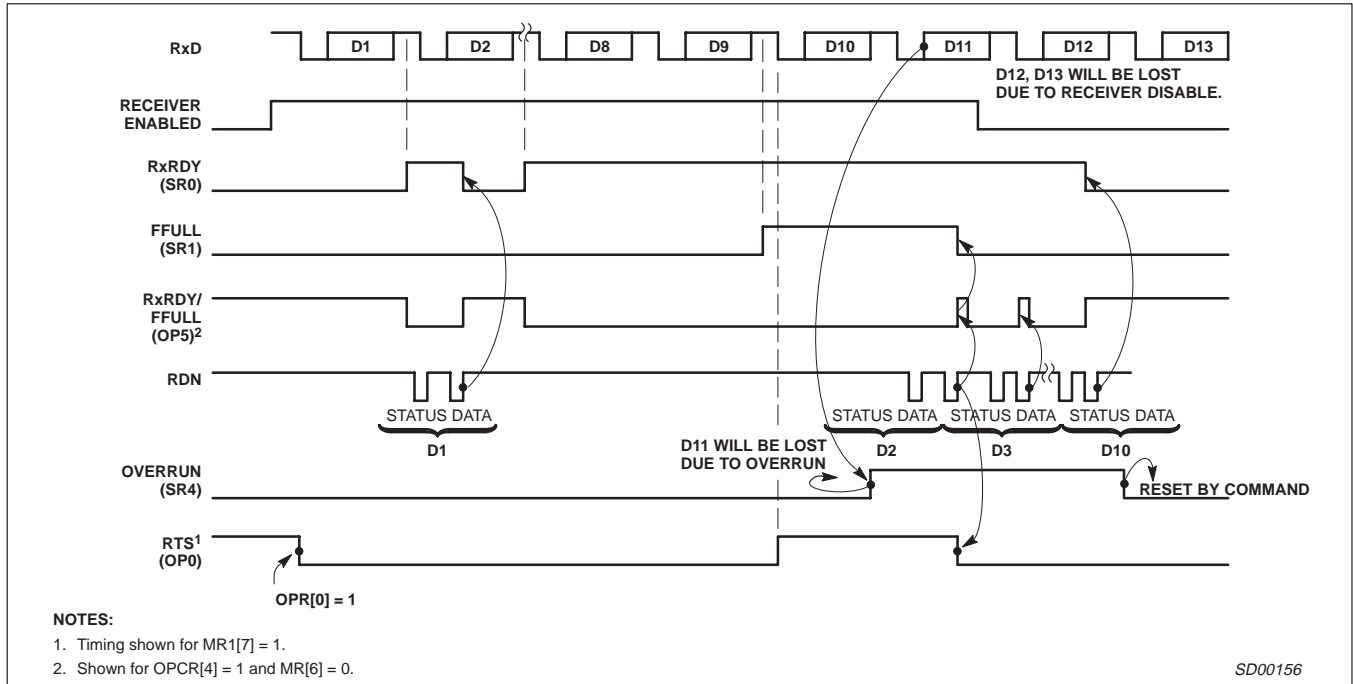 RxD
D1
D2
D8
D9
D10
D11
D12
D13
D12, D13 WILL BE LOST
DUE TO RECEIVER DISABLE.
RECEIVER
ENABLED
RxRDY
(SR0)
FFULL
(SR1)
RxRDY/
FFULL
(OP5)2
RDN
STATUS DATA
D1
STATUS DATA
D2
STATUS DATA
D3
STATUS DATA
D10
D11 WILL BE LOST
DUE TO OVERRUN
OVERRUN
(SR4)
RESET BY COMMAND
RTS1
(OP0)
OPR[0] = 1
NOTES:
1. Timing shown for MR1[7] = 1.
2. Shown for OPCR[4] = 1 and MR[6] = 0.
SD00156